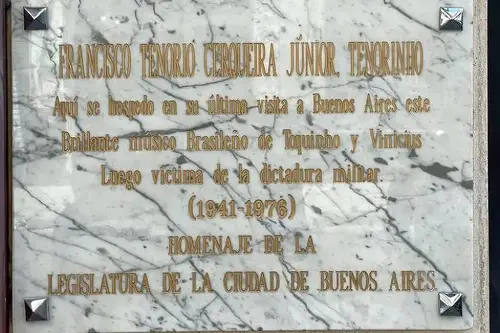 FRANCISCO TENORIO CERQUEIRA JÚNIOR, TENORINHO
Aquí se hospedo en su última visita a Buenos Aires este
Brillante músico Brasileño de Toquinho y Vinicius
Luego víctima de la dictadura militar.
(1941-1976)
HOMENAJE DE LA
LEGISLATURA DE LA CIUDAD DE BUENOS AIRES.